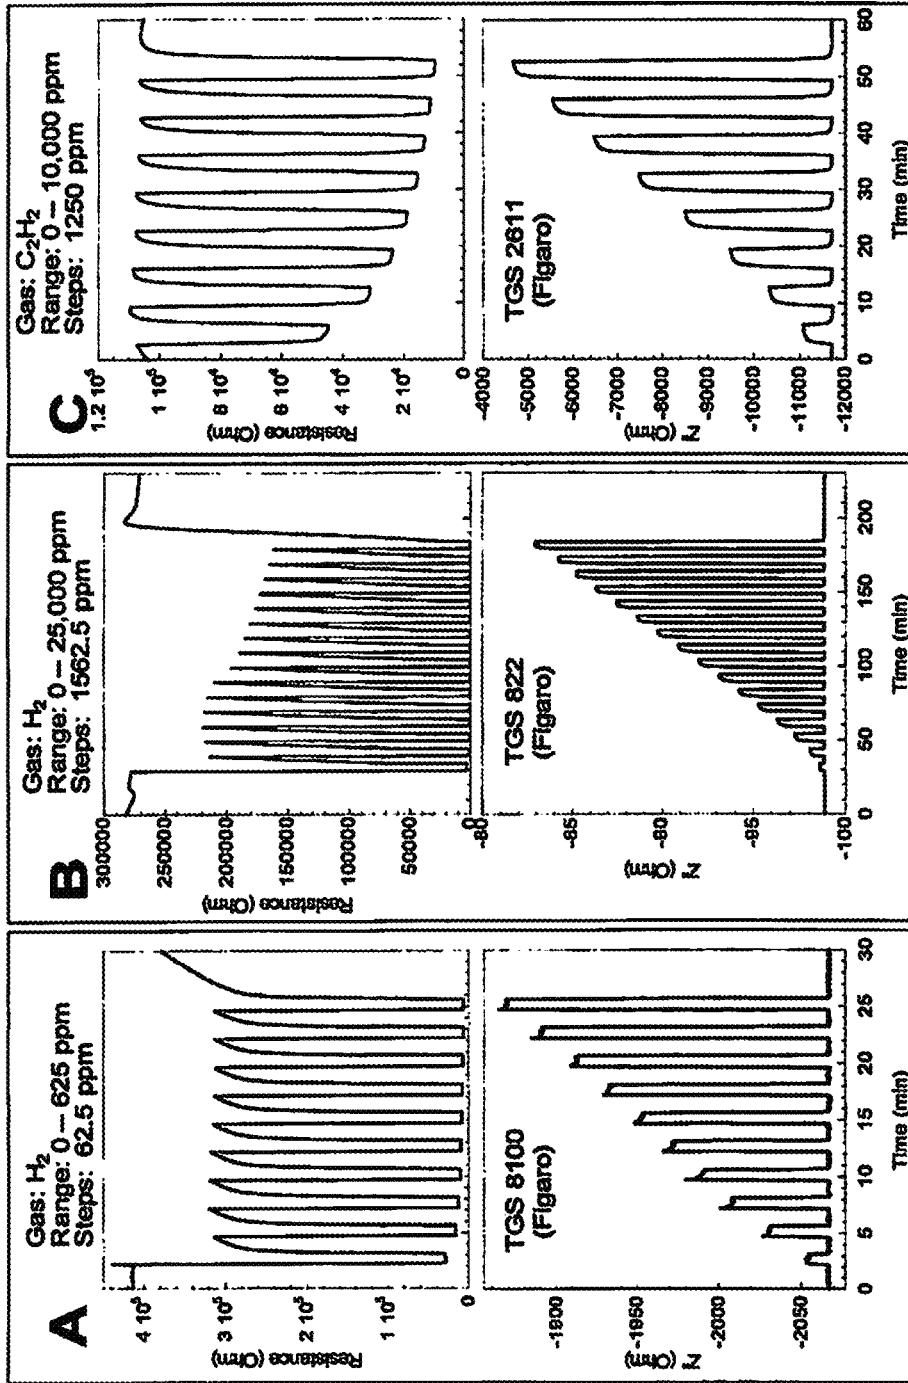 A
Gas: H₂
Range: 0 – 625 ppm
Steps: 62.5 ppm
4 10⁵
3 10⁵
2 10⁵
1 10⁵
0
Resistance (Ohm)
TGS 8100
(Figaro)
-1900
-1950
-2000
-2050
Z" (Ohm)
0 5 10 15 20 25 30
Time (min)
B
Gas: H₂
Range: 0 – 25,000 ppm
Steps: 1562.5 ppm
300000
250000
200000
150000
100000
50000
0
Resistance (Ohm)
TGS 822
(Figaro)
-80
-85
-90
-95
-100
Z" (Ohm)
0 50 100 150 200
Time (min)
C
Gas: C₂H₂
Range: 0 – 10,000 ppm
Steps: 1250 ppm
1.2 10⁵
1 10⁵
8 10⁴
6 10⁴
4 10⁴
2 10⁴
0
Resistance (Ohm)
TGS 2611
(Figaro)
-4000
-5000
-6000
-7000
-8000
-9000
-10000
-11000
-12000
Z" (Ohm)
0 10 20 30 40 50 60
Time (min)